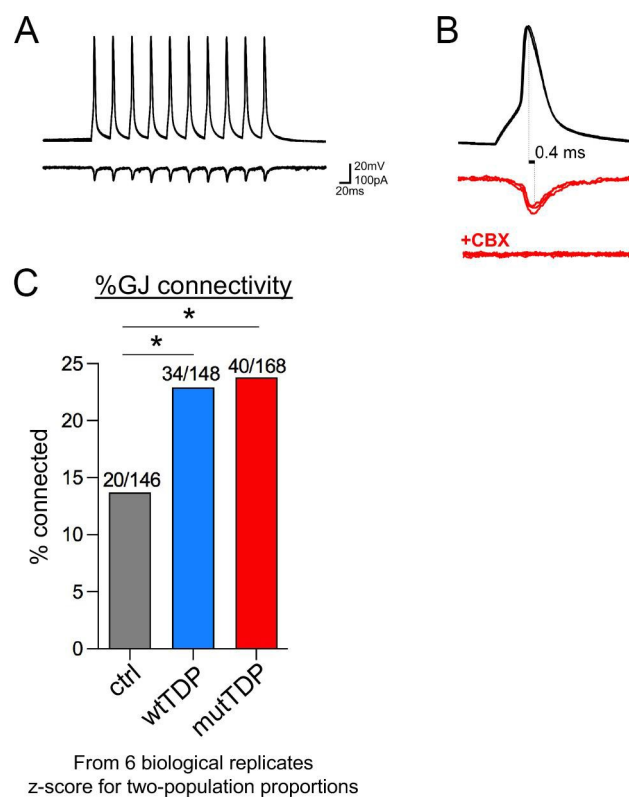 A
20mV
100pA
20ms
B
0.4 ms
+CBX
C
%GJ connectivity
*
*
20/146
34/148
40/168
% connected
25
20
15
10
5
0
ctrl
wtTDP
mutTDP
From 6 biological replicates
z-score for two-population proportions